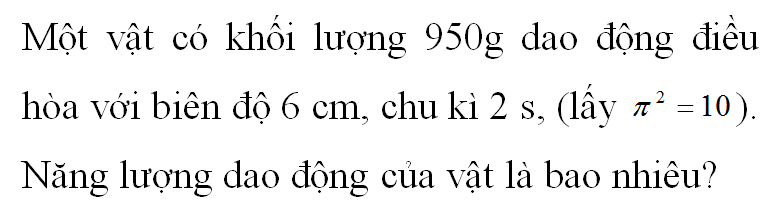 Một vật có khối lượng 950g dao động điều
hòa với biên độ 6 cm, chu kì 2 s, (lấy π² = 10).
Năng lượng dao động của vật là bao nhiêu?